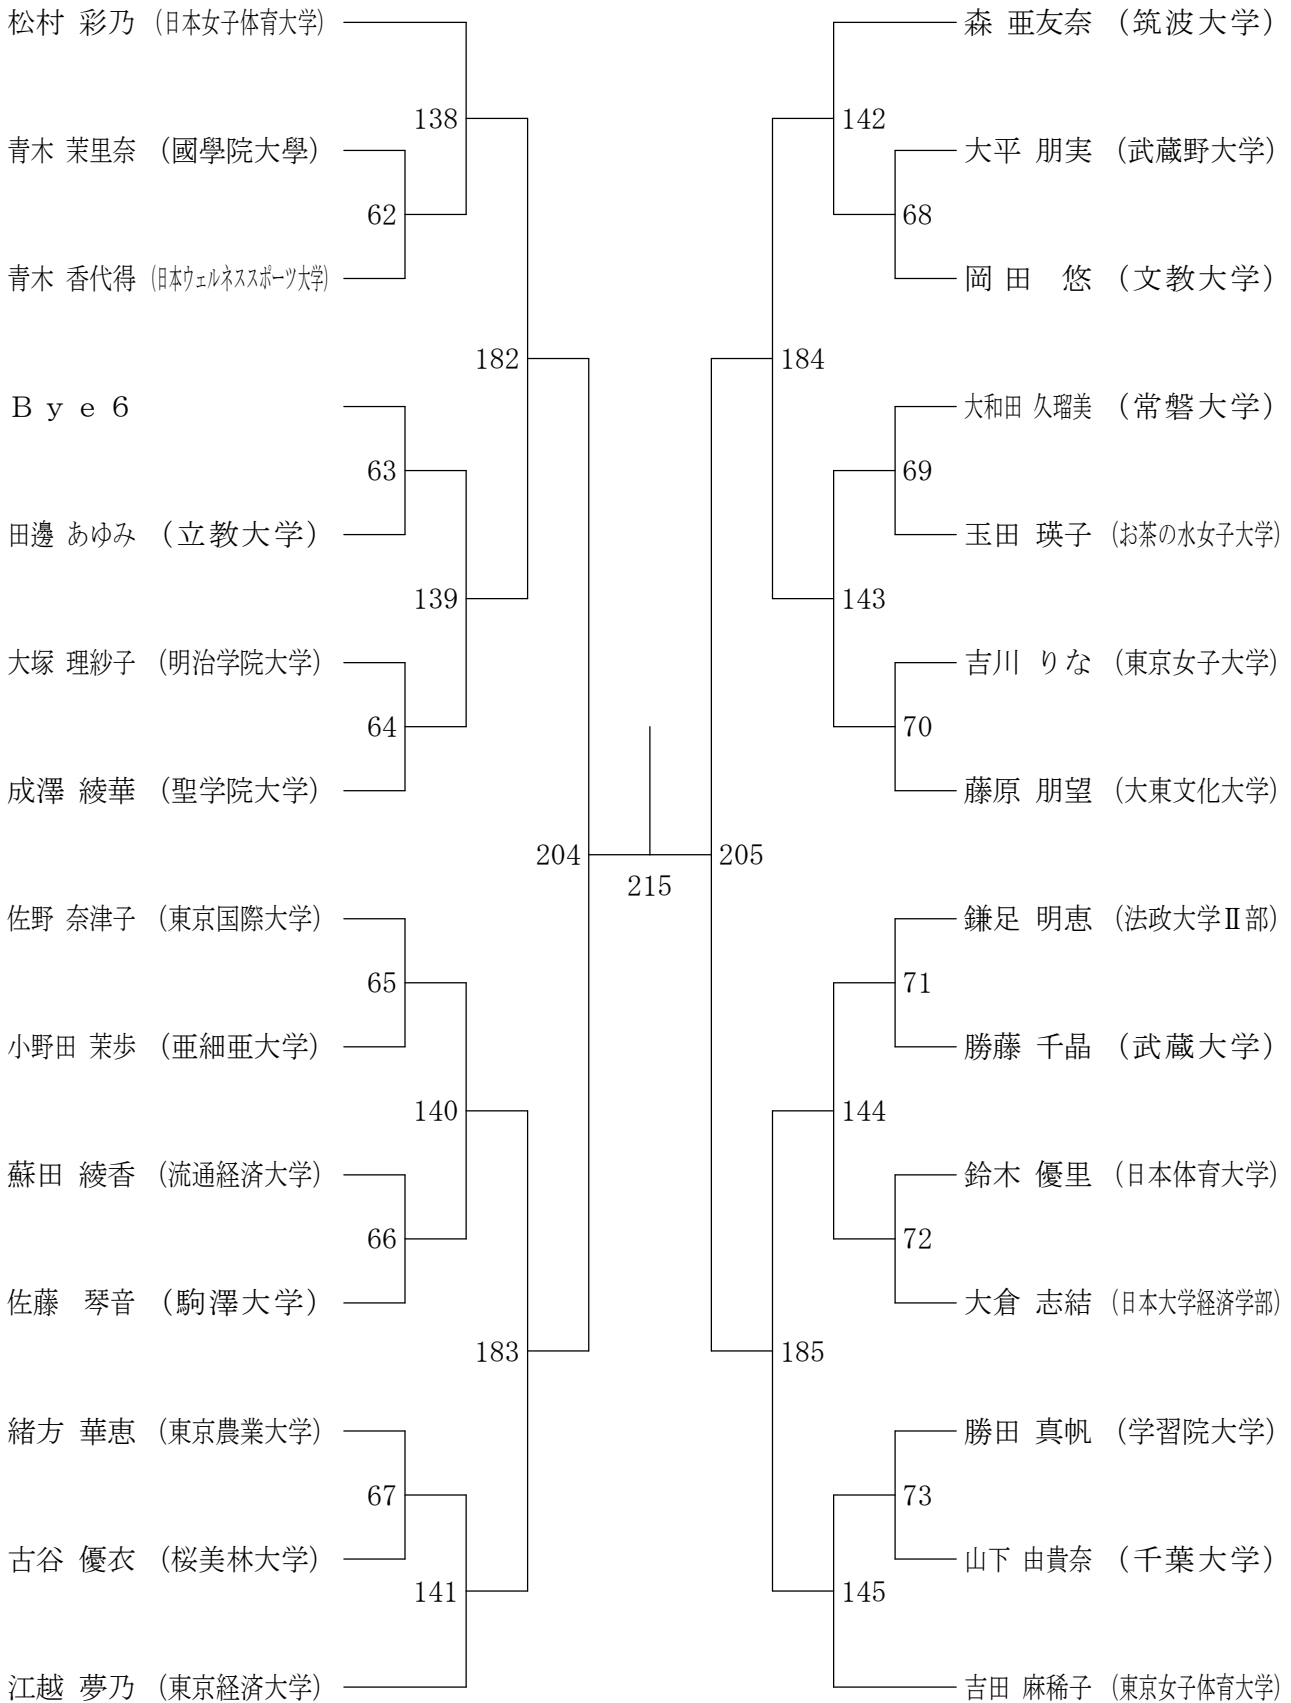 松村 彩乃 (日本女子体育大学)
138
青木 茉里奈 (國學院大學)
62
青木 香代得 (日本ウェルネススポーツ大学)
182
Ｂｙｅ６
63
田邊 あゆみ (立教大学)
139
大塚 理紗子 (明治学院大学)
64
成澤 綾華 (聖学院大学)
204
佐野 奈津子 (東京国際大学)
65
小野田 茉歩 (亜細亜大学)
140
蘇田 綾香 (流通経済大学)
66
佐藤 琴音 (駒澤大学)
183
緒方 華恵 (東京農業大学)
67
古谷 優衣 (桜美林大学)
141
江越 夢乃 (東京経済大学)
215
森 亜友奈 (筑波大学)
142
大平 朋実 (武蔵野大学)
68
岡田 悠 (文教大学)
184
大和田 久瑠美 (常磐大学)
69
玉田 瑛子 (お茶の水女子大学)
143
吉川 りな (東京女子大学)
70
藤原 朋望 (大東文化大学)
205
鎌足 明恵 (法政大学Ⅱ部)
71
勝藤 千晶 (武蔵大学)
144
鈴木 優里 (日本体育大学)
72
大倉 志結 (日本大学経済学部)
185
勝田 真帆 (学習院大学)
73
山下 由貴奈 (千葉大学)
145
吉田 麻稀子 (東京女子体育大学)